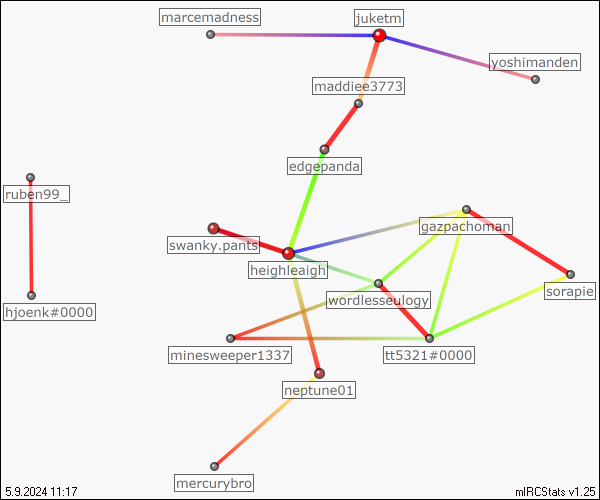 marcemadness
juketm
yoshimanden
maddiee3773
edgepanda
ruben99_
gazpachoman
swanky.pants
heighleaigh
sorapie
wordlesseulogy
hjoenk#0000
minesweeper1337
tt5321#0000
neptune01
mercurybro
5.9.2024 11:17
mIRCStats v1.25